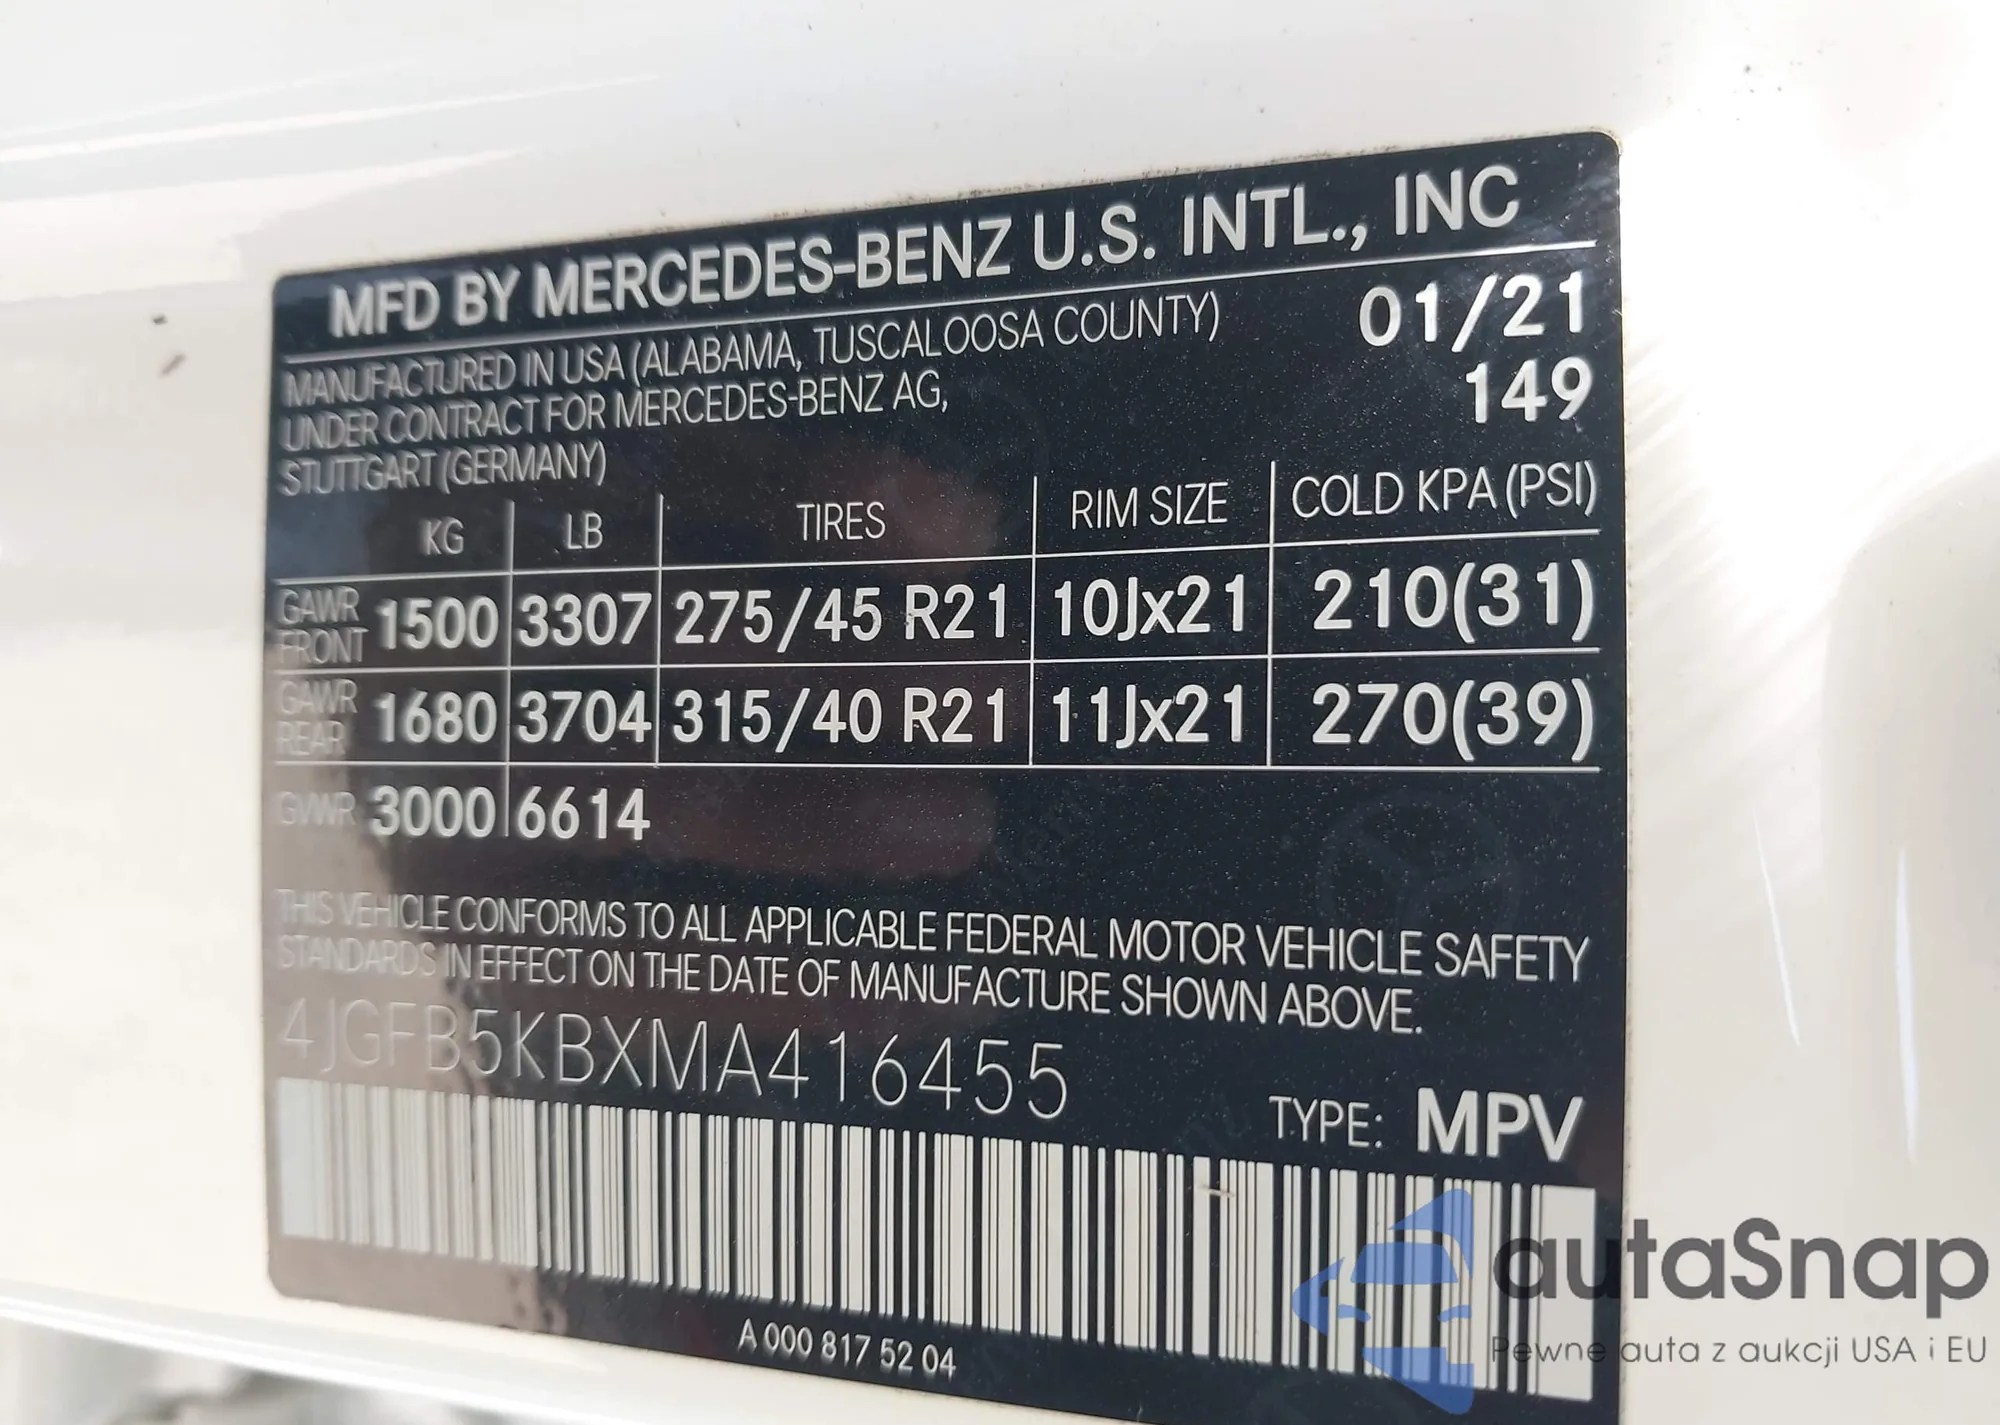 MFD BY MERCEDES-BENZ U.S. INTL., INC
MANUFACTURED IN USA (ALABAMA, TUSCALOOSA COUNTY) 01/21
UNDER CONTRACT FOR MERCEDES-BENZ AG, 149
STUTTGART (GERMANY)
KG LB TIRES RIM SIZE COLD KPA (PSI)
GAWR FRONT 1500 3307 275/45 R21 10Jx21 210(31)
GAWR REAR 1680 3704 315/40 R21 11Jx21 270(39)
GVWR 3000 6614
THIS VEHICLE CONFORMS TO ALL APPLICABLE FEDERAL MOTOR VEHICLE SAFETY
STANDARDS IN EFFECT ON THE DATE OF MANUFACTURE SHOWN ABOVE.
4JGFB5KBXMA416455
TYPE: MPV
A 000 817 52 04
autaSnap
Pewne auta z aukcji USA i EU